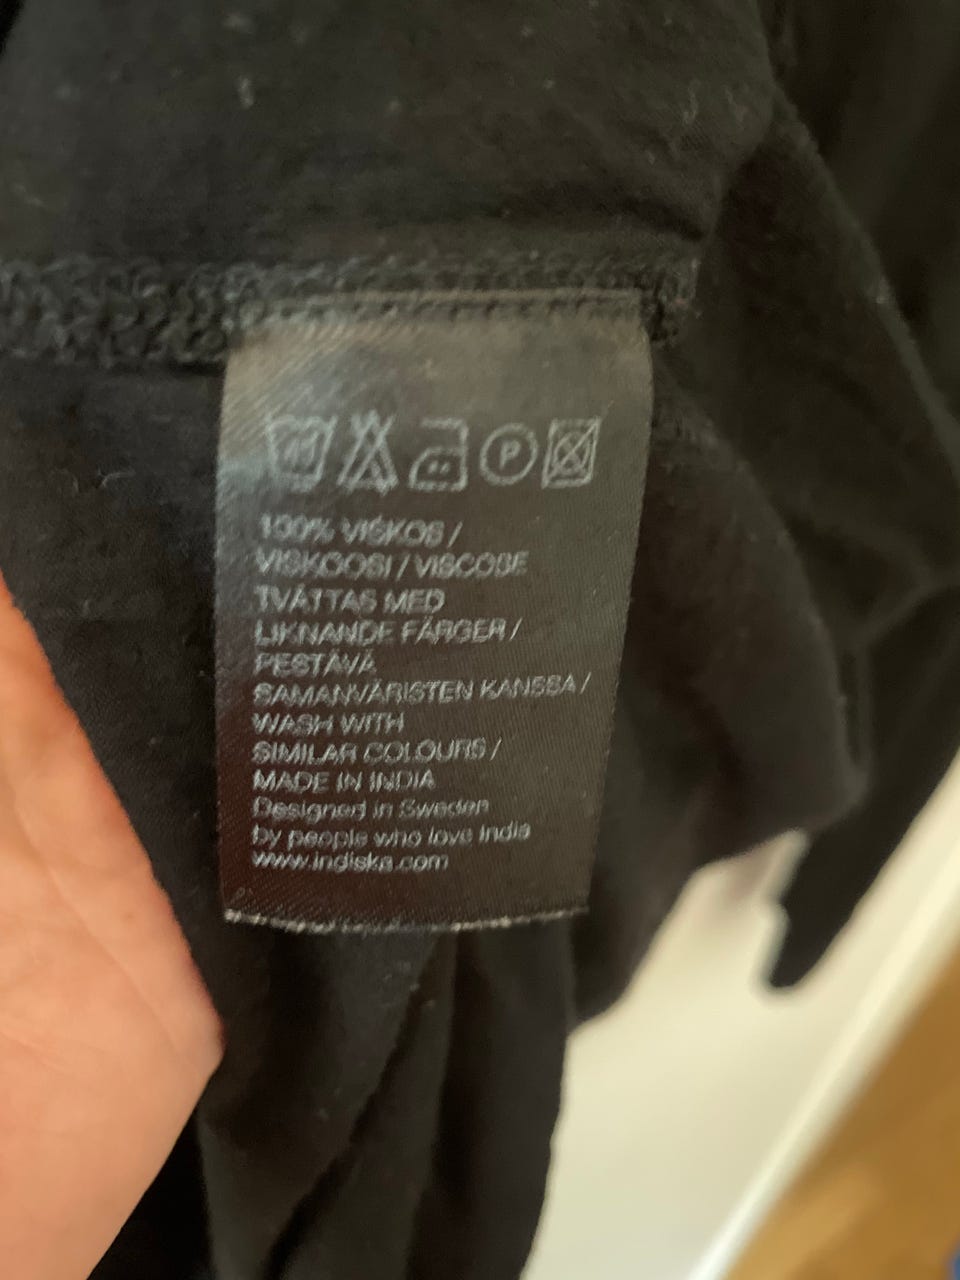 40
P
100% VISKOS /
VISKOOSI / VISCOSE
TVÄTTAS MED
LIKNANDE FÄRGER /
PESTÄVÄ
SAMANVÄRISTEN KANSSA /
WASH WITH
SIMILAR COLOURS /
MADE IN INDIA
Designed in Sweden
by people who love India
www.indiska.com